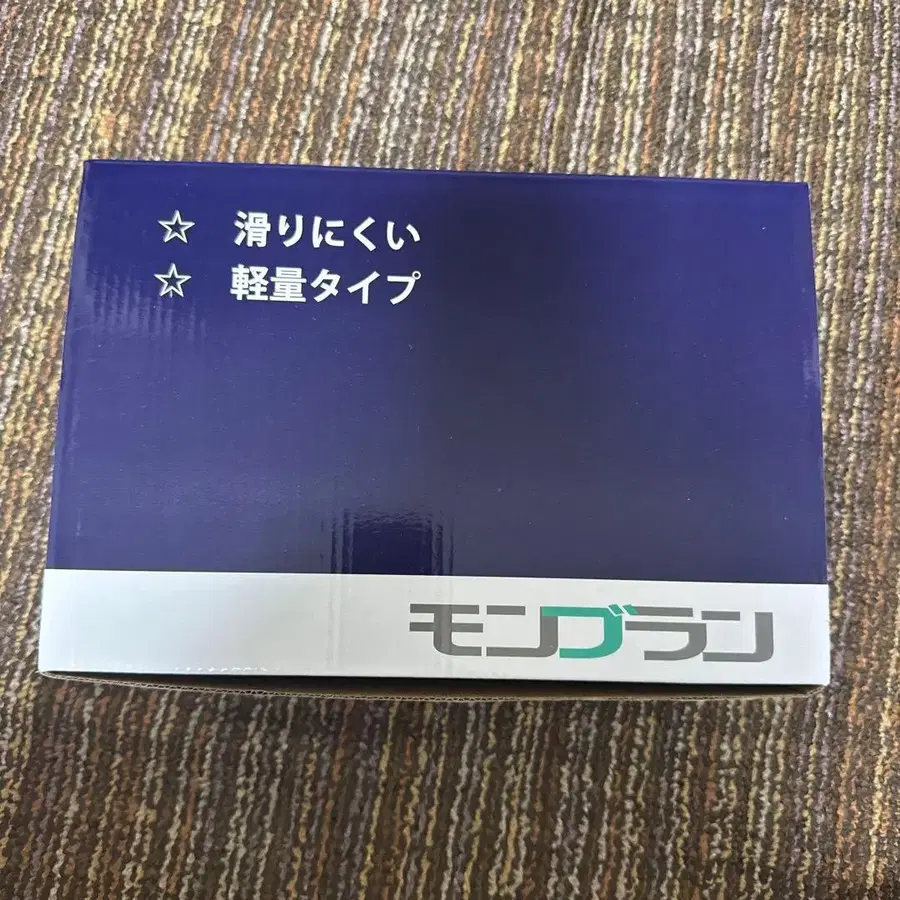 ☆ 滑りにくい
☆ 軽量タイプ
モンブラン